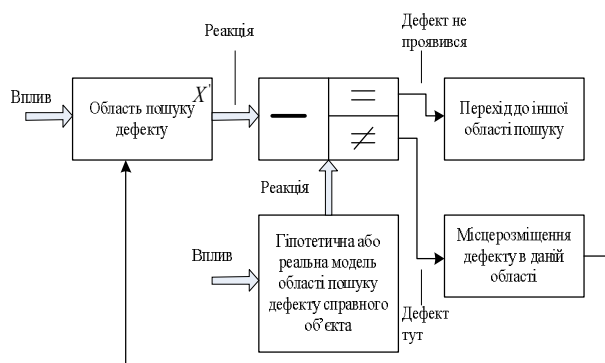 Дефект не
проявився
Реакція
Вплив
Область пошуку
дефекту
X'
—
=
≠
Перехід до іншої
області пошуку
Реакція
Вплив
Гіпотетична або
реальна модель
області пошуку
дефекту справного
об’єкта
Місцерозміщення
дефекту в даній
області
Дефект
тут